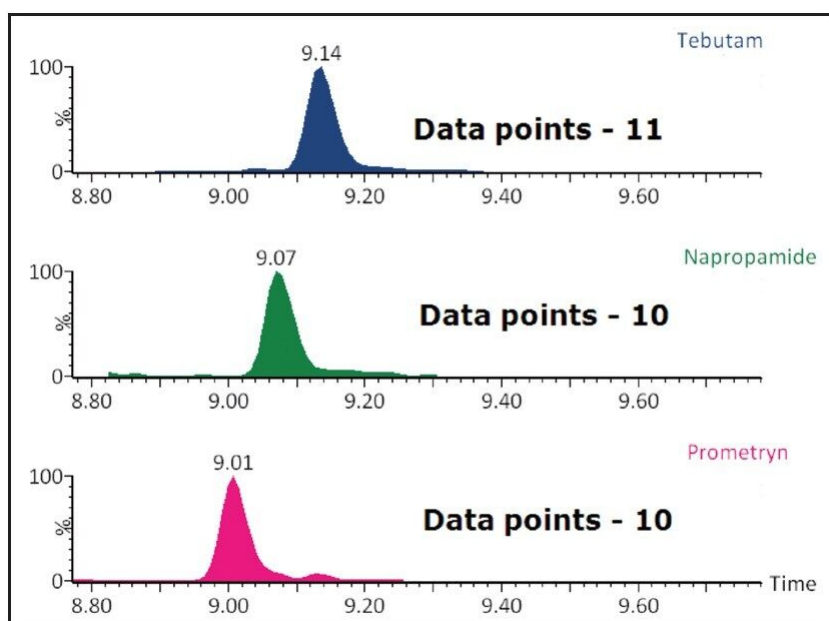 Tebutam
9.14
100
%
Data points - 11
0
8.80 9.00 9.20 9.40 9.60
Napropamide
9.07
100
%
Data points - 10
0
8.80 9.00 9.20 9.40 9.60
Prometryn
9.01
100
%
Data points - 10
0
Time
8.80 9.00 9.20 9.40 9.60